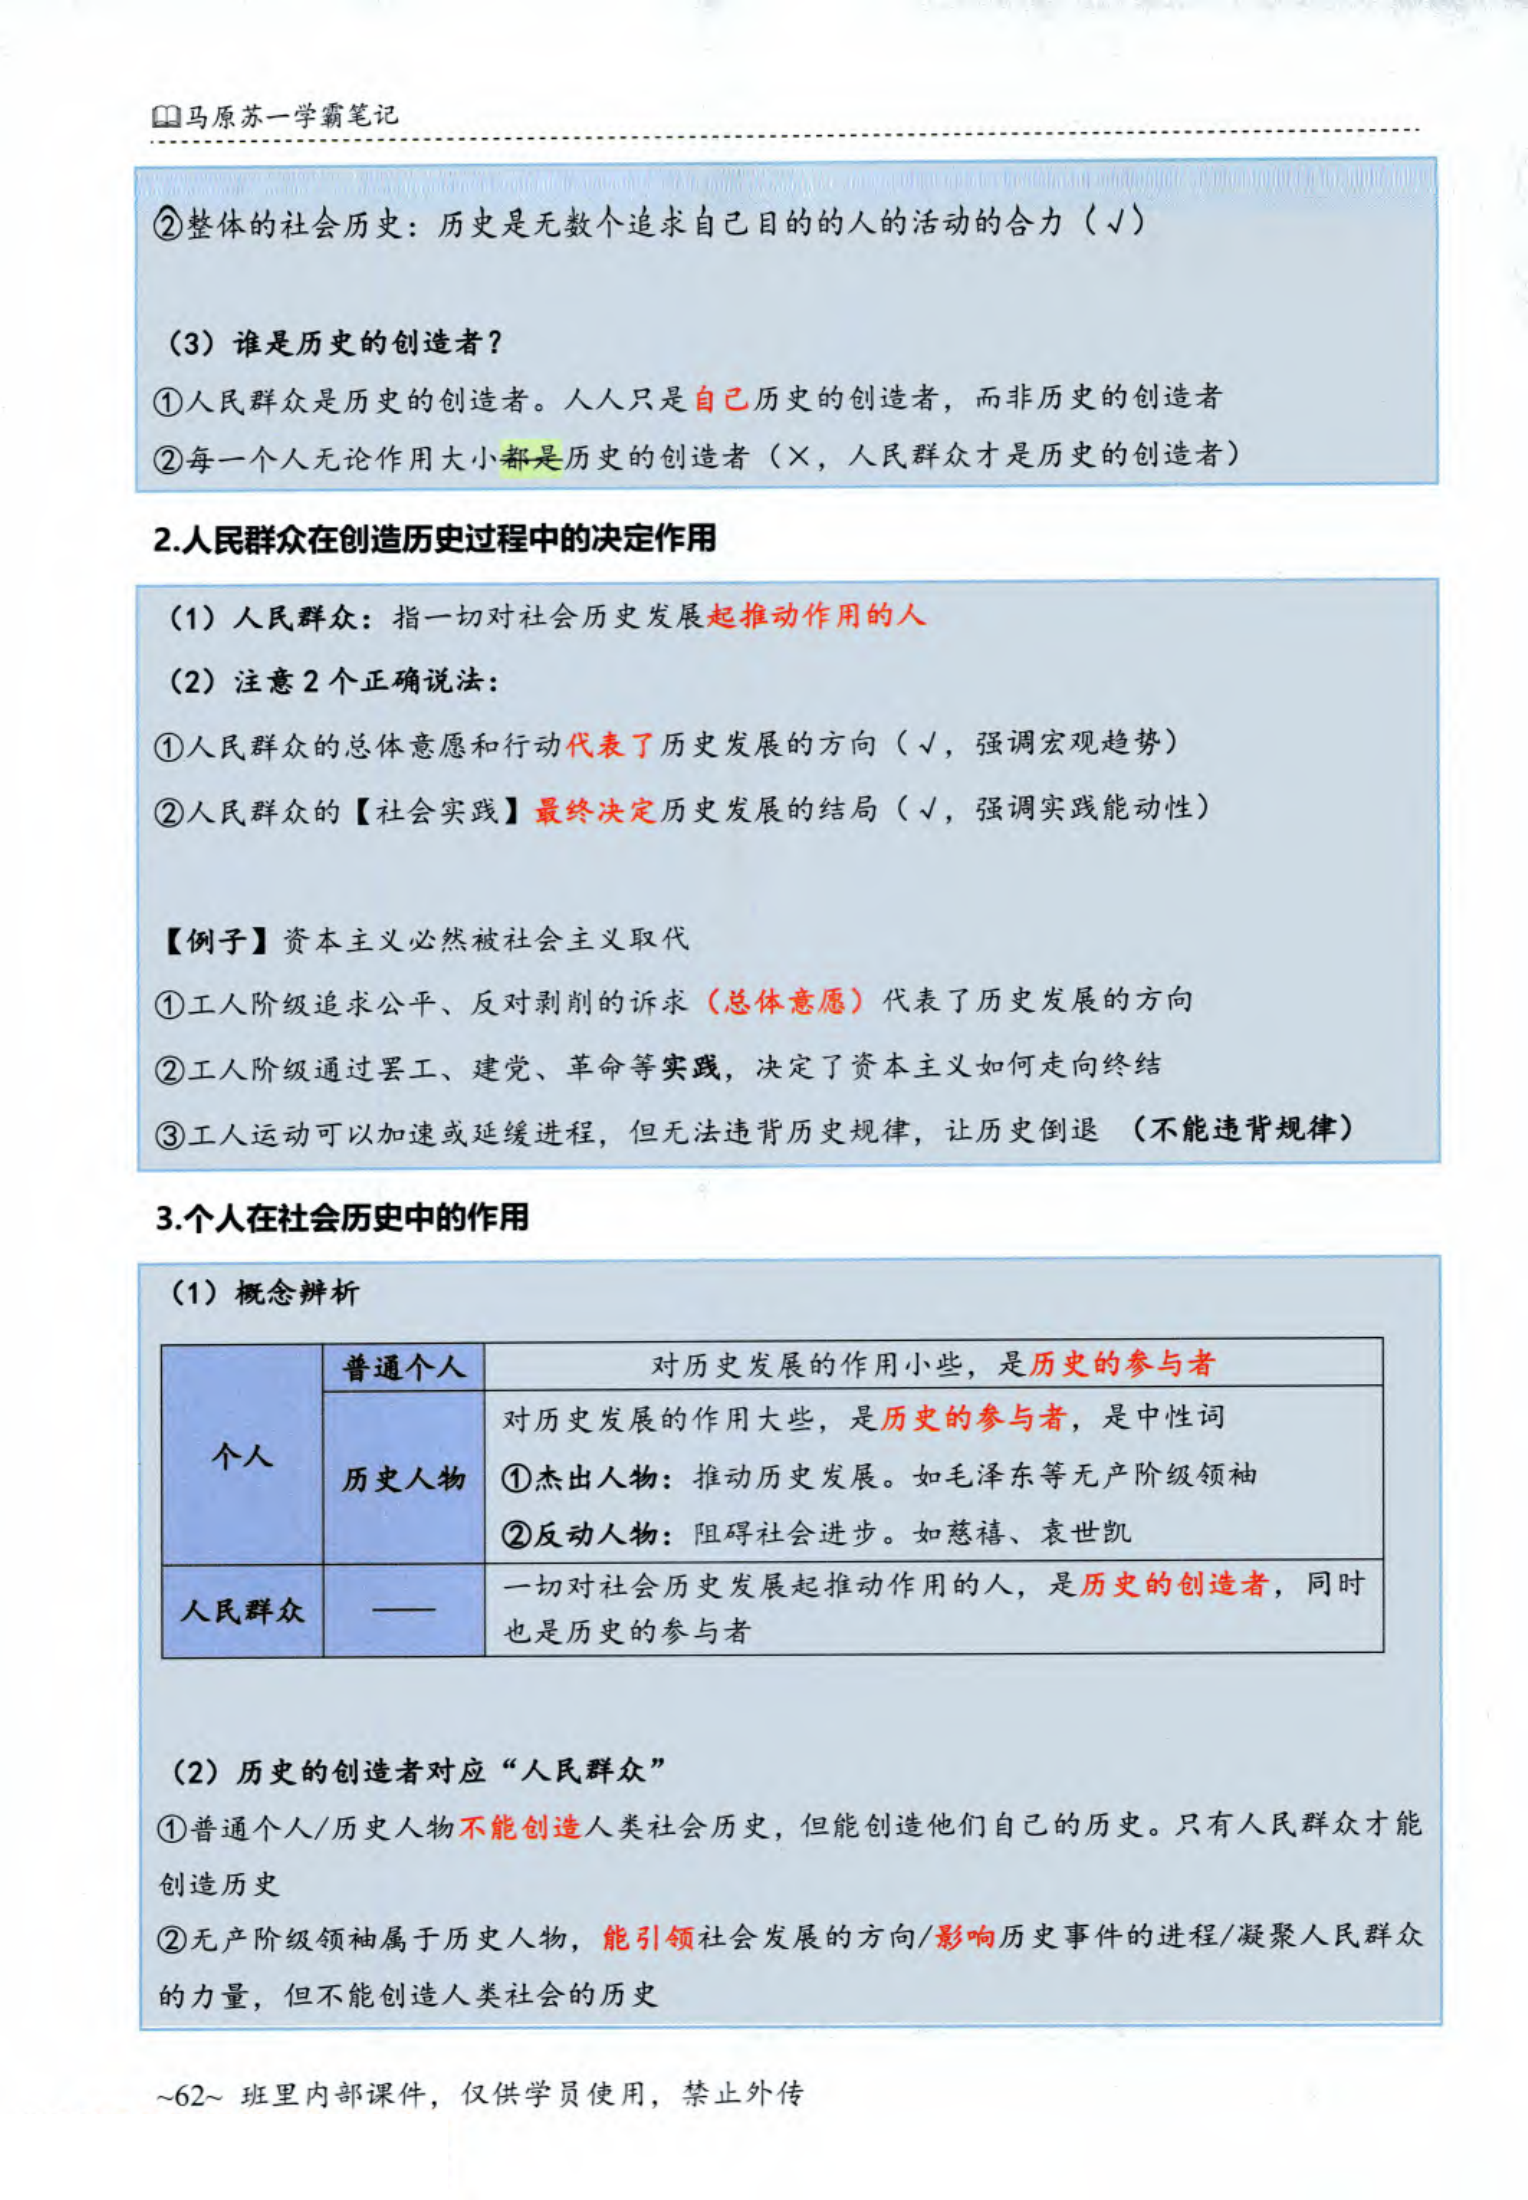 马原苏一学霸笔记
②整体的社会历史：历史是无数个追求自己目的的人的活动的合力（√）
（3）谁是历史的创造者？
①人民群众是历史的创造者。人人只是自己历史的创造者，而非历史的创造者
②每一个人无论作用大小都是历史的创造者（×，人民群众才是历史的创造者）
2.人民群众在创造历史过程中的决定作用
（1）人民群众：指一切对社会历史发展起推动作用的人
（2）注意2个正确说法：
①人民群众的总体意愿和行动代表了历史发展的方向（√，强调宏观趋势）
②人民群众的【社会实践】最终决定历史发展的结局（√，强调实践能动性）
【例子】资本主义必然被社会主义取代
①工人阶级追求公平、反对剥削的诉求（总体意愿）代表了历史发展的方向
②工人阶级通过罢工、建党、革命等实践，决定了资本主义如何走向终结
③工人运动可以加速或延缓进程，但无法违背历史规律，让历史倒退（不能违背规律）
3.个人在社会历史中的作用
（1）概念辨析
个人
普通个人
对历史发展的作用小些，是历史的参与者
历史人物
对历史发展的作用大些，是历史的参与者，是中性词
①杰出人物：推动历史发展。如毛泽东等无产阶级领袖
②反动人物：阻碍社会进步。如慈禧、袁世凯
人民群众
——
一切对社会历史发展起推动作用的人，是历史的创造者，同时
也是历史的参与者
（2）历史的创造者对应“人民群众”
①普通个人/历史人物不能创造人类社会历史，但能创造他们自己的历史。只有人民群众才能
创造历史
②无产阶级领袖属于历史人物，能引领社会发展的方向/影响历史事件的进程/凝聚人民群众
的力量，但不能创造人类社会的历史
~62~ 班里内部课件，仅供学员使用，禁止外传